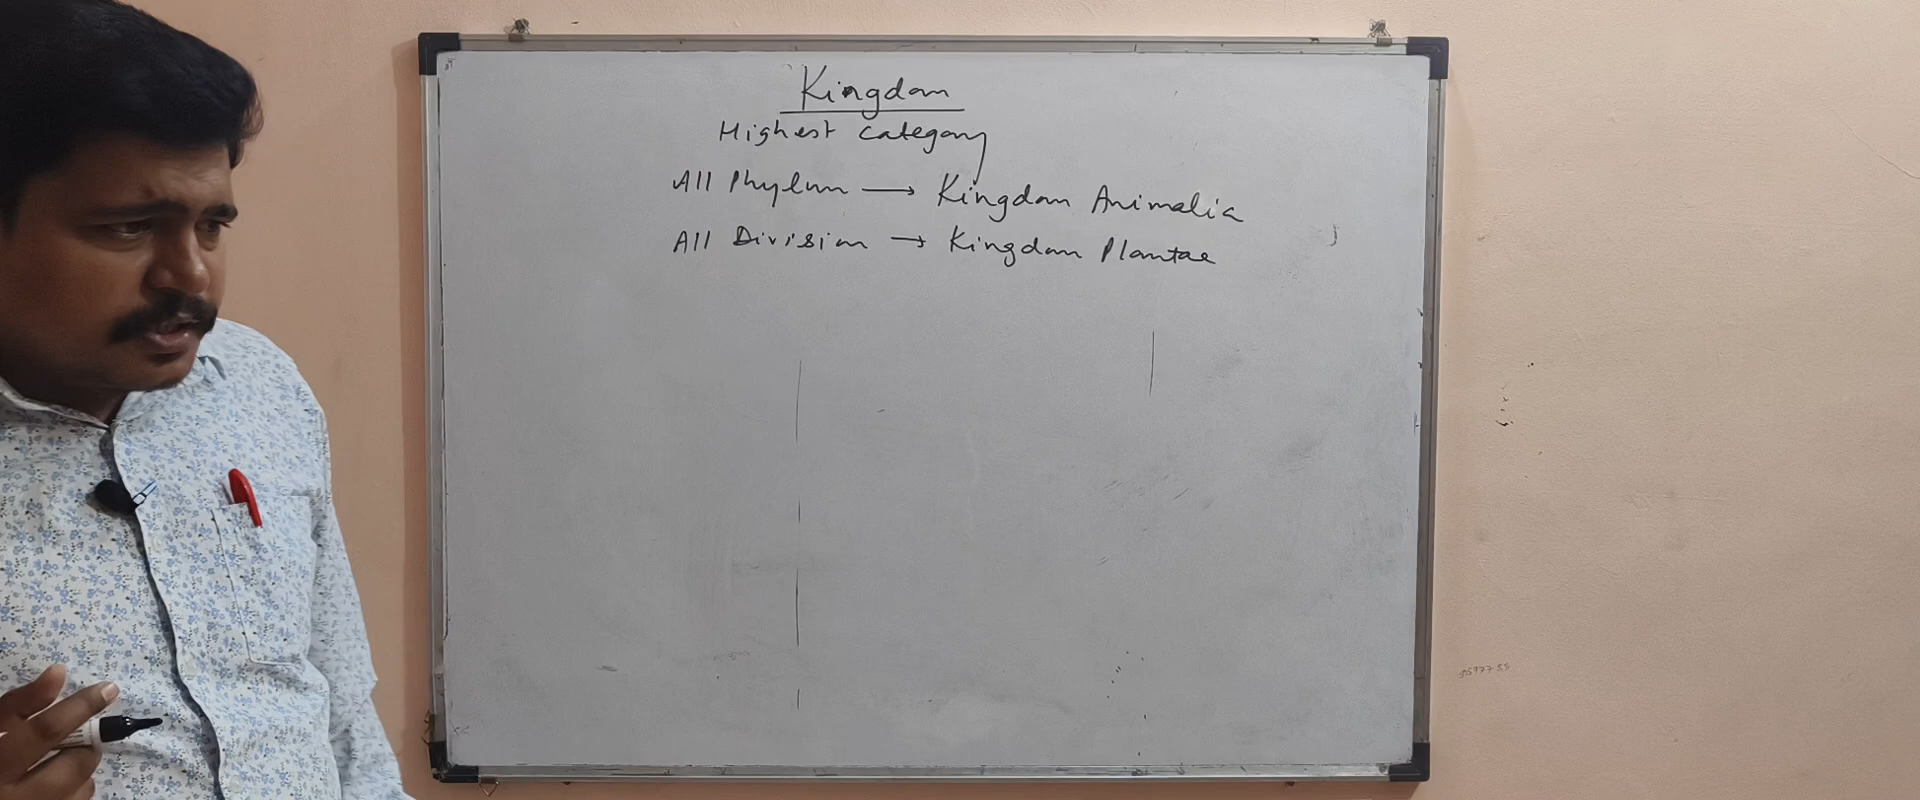 Kingdom
Highest category
All Phylum → Kingdom Animalia
All Division → Kingdom Plantae